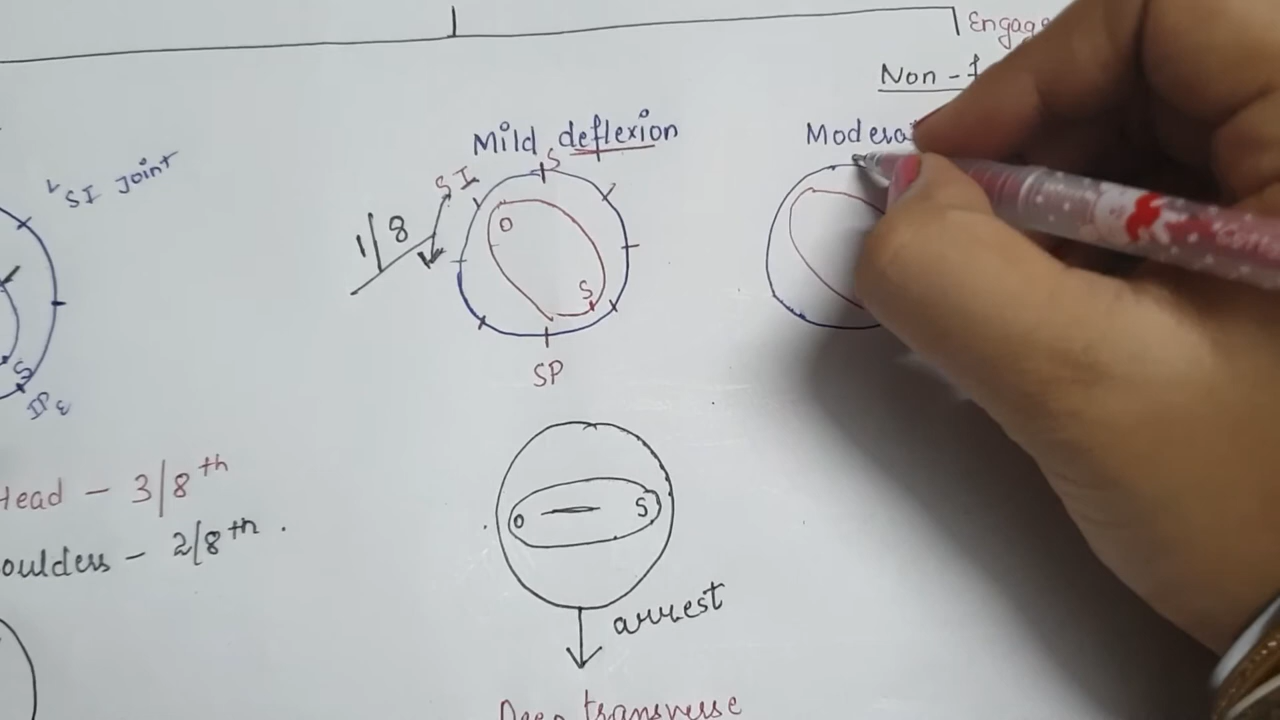 Engag
Non - 1
Mild deflexion
Modera
S
SI joint
SI
1/8
O
S
SP
S
Head - 3/8th
oulders - 2/8th .
O
S
arrest
Deep transverse